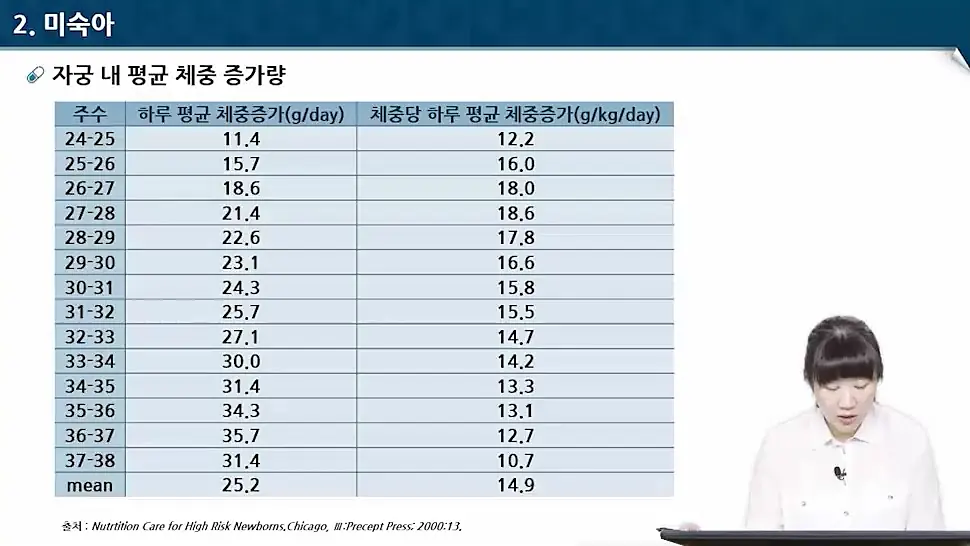 2. 미숙아
자궁 내 평균 체중 증가량
주수 하루 평균 체중증가(g/day) 체중당 하루 평균 체중증가(g/kg/day)
24-25 11.4 12.2
25-26 15.7 16.0
26-27 18.6 18.0
27-28 21.4 18.6
28-29 22.6 17.8
29-30 23.1 16.6
30-31 24.3 15.8
31-32 25.7 15.5
32-33 27.1 14.7
33-34 30.0 14.2
34-35 31.4 13.3
35-36 34.3 13.1
36-37 35.7 12.7
37-38 31.4 10.7
mean 25.2 14.9
출처 : Nutrtition Care for High Risk Newborns,Chicago, Ⅲ:Precept Press; 2000:13.